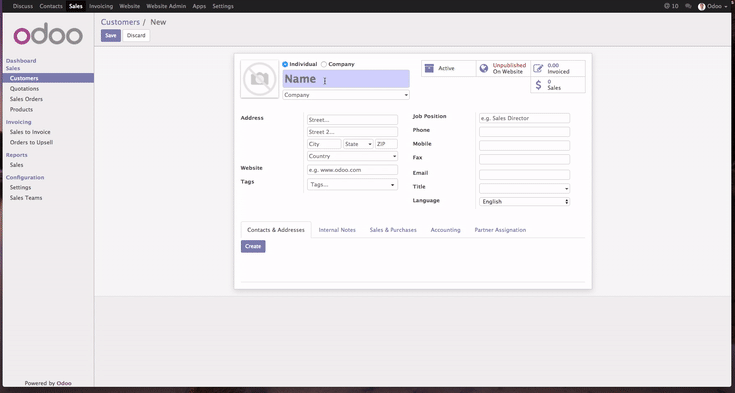 Discuss Contacts Sales Invoicing Website Website Admin Apps Settings 10 Odoo
odoo
Customers / New
Save Discard
Dashboard
Sales
Customers
Quotations
Sales Orders
Products
Invoicing
Sales to Invoice
Orders to Upsell
Reports
Sales
Configuration
Settings
Sales Teams
Powered by Odoo
Individual Company
Name
Company
Active
Unpublished
On Website
0.00
Invoiced
0
Sales
Address
Street...
Street 2...
City State ZIP
Country
Website e.g. www.odoo.com
Tags Tags...
Job Position e.g. Sales Director
Phone
Mobile
Fax
Email
Title
Language English
Contacts & Addresses Internal Notes Sales & Purchases Accounting Partner Assignation
Create